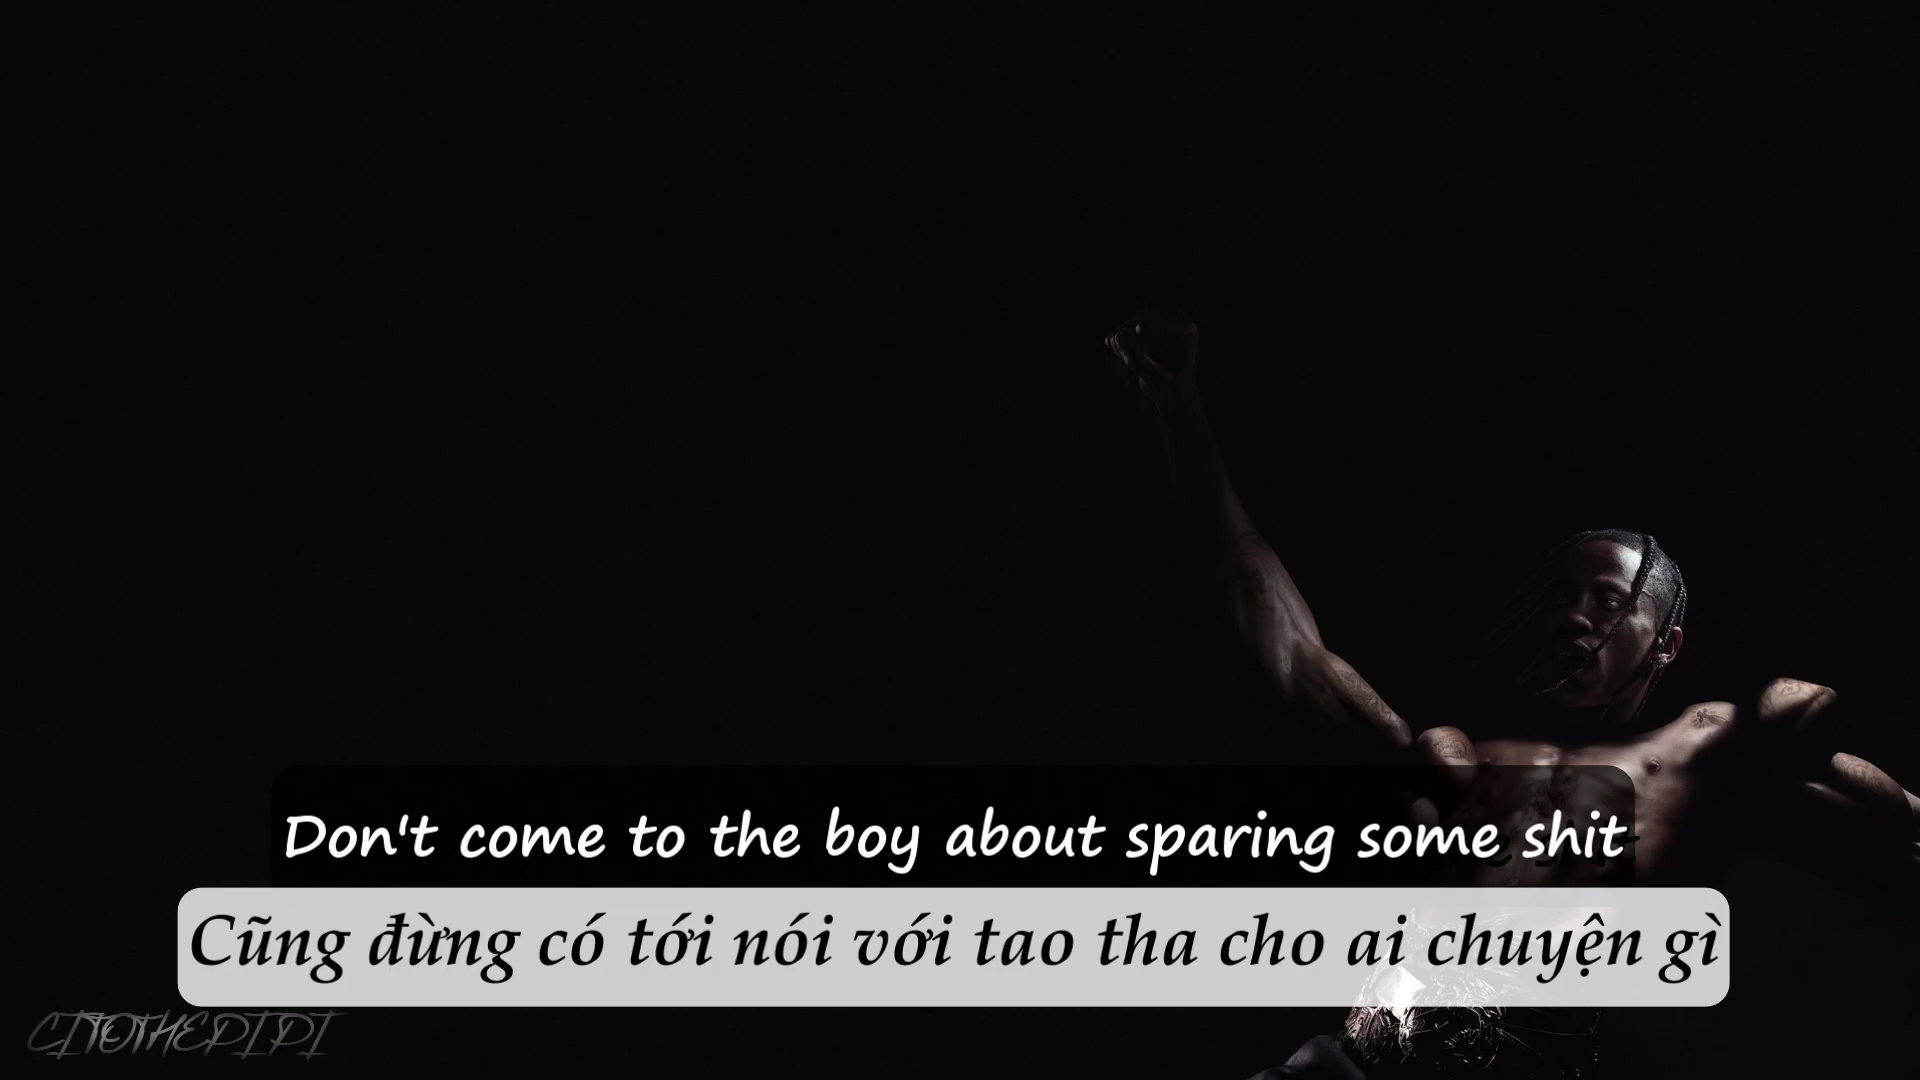 Don't come to the boy about sparing some shit
Cũng đừng có tới nói với tao tha cho ai chuyện gì
CITOTHEPIPI